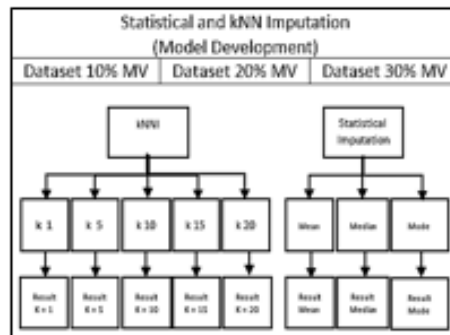 Statistical and kNN Imputation
(Model Development)
Dataset 10% MV Dataset 20% MV Dataset 30% MV
kNNI
Statistical
Imputation
k 1 k 5 k 10 k 15 k 20 Mean Median Mode
Result Result Result Result Result Result Result Result
K = 1 K = 5 K = 10 K = 15 K = 20 Mean Median Mode